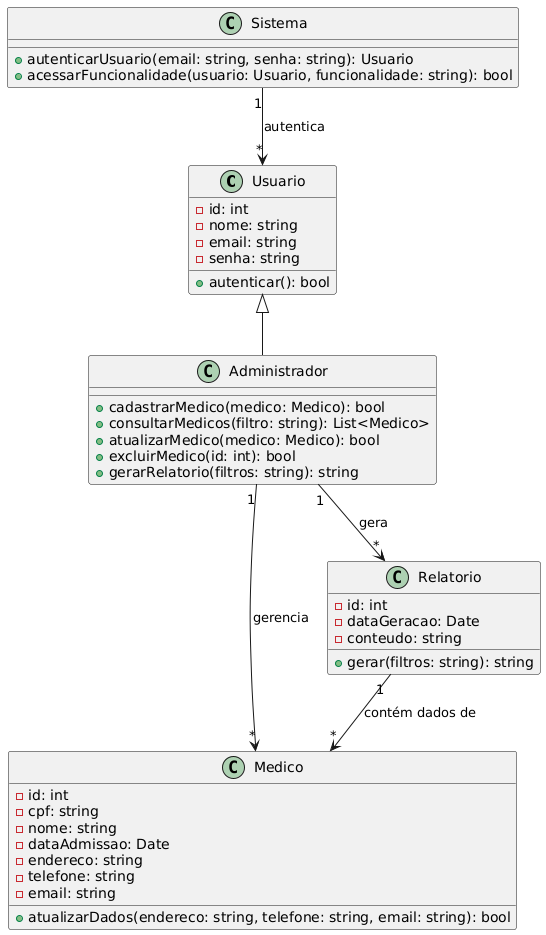 C Sistema
autenticarUsuario(email: string, senha: string): Usuario
acessarFuncionalidade(usuario: Usuario, funcionalidade: string): bool
1
autentica
*
C Usuario
id: int
nome: string
email: string
senha: string
autenticar(): bool
C Administrador
cadastrarMedico(medico: Medico): bool
consultarMedicos(filtro: string): List<Medico>
atualizarMedico(medico: Medico): bool
excluirMedico(id: int): bool
gerarRelatorio(filtros: string): string
1 1
gera
*
C Relatorio
id: int
dataGeracao: Date
conteudo: string
gerar(filtros: string): string
gerencia
1
contém dados de
* *
C Medico
id: int
cpf: string
nome: string
dataAdmissao: Date
endereco: string
telefone: string
email: string
atualizarDados(endereco: string, telefone: string, email: string): bool